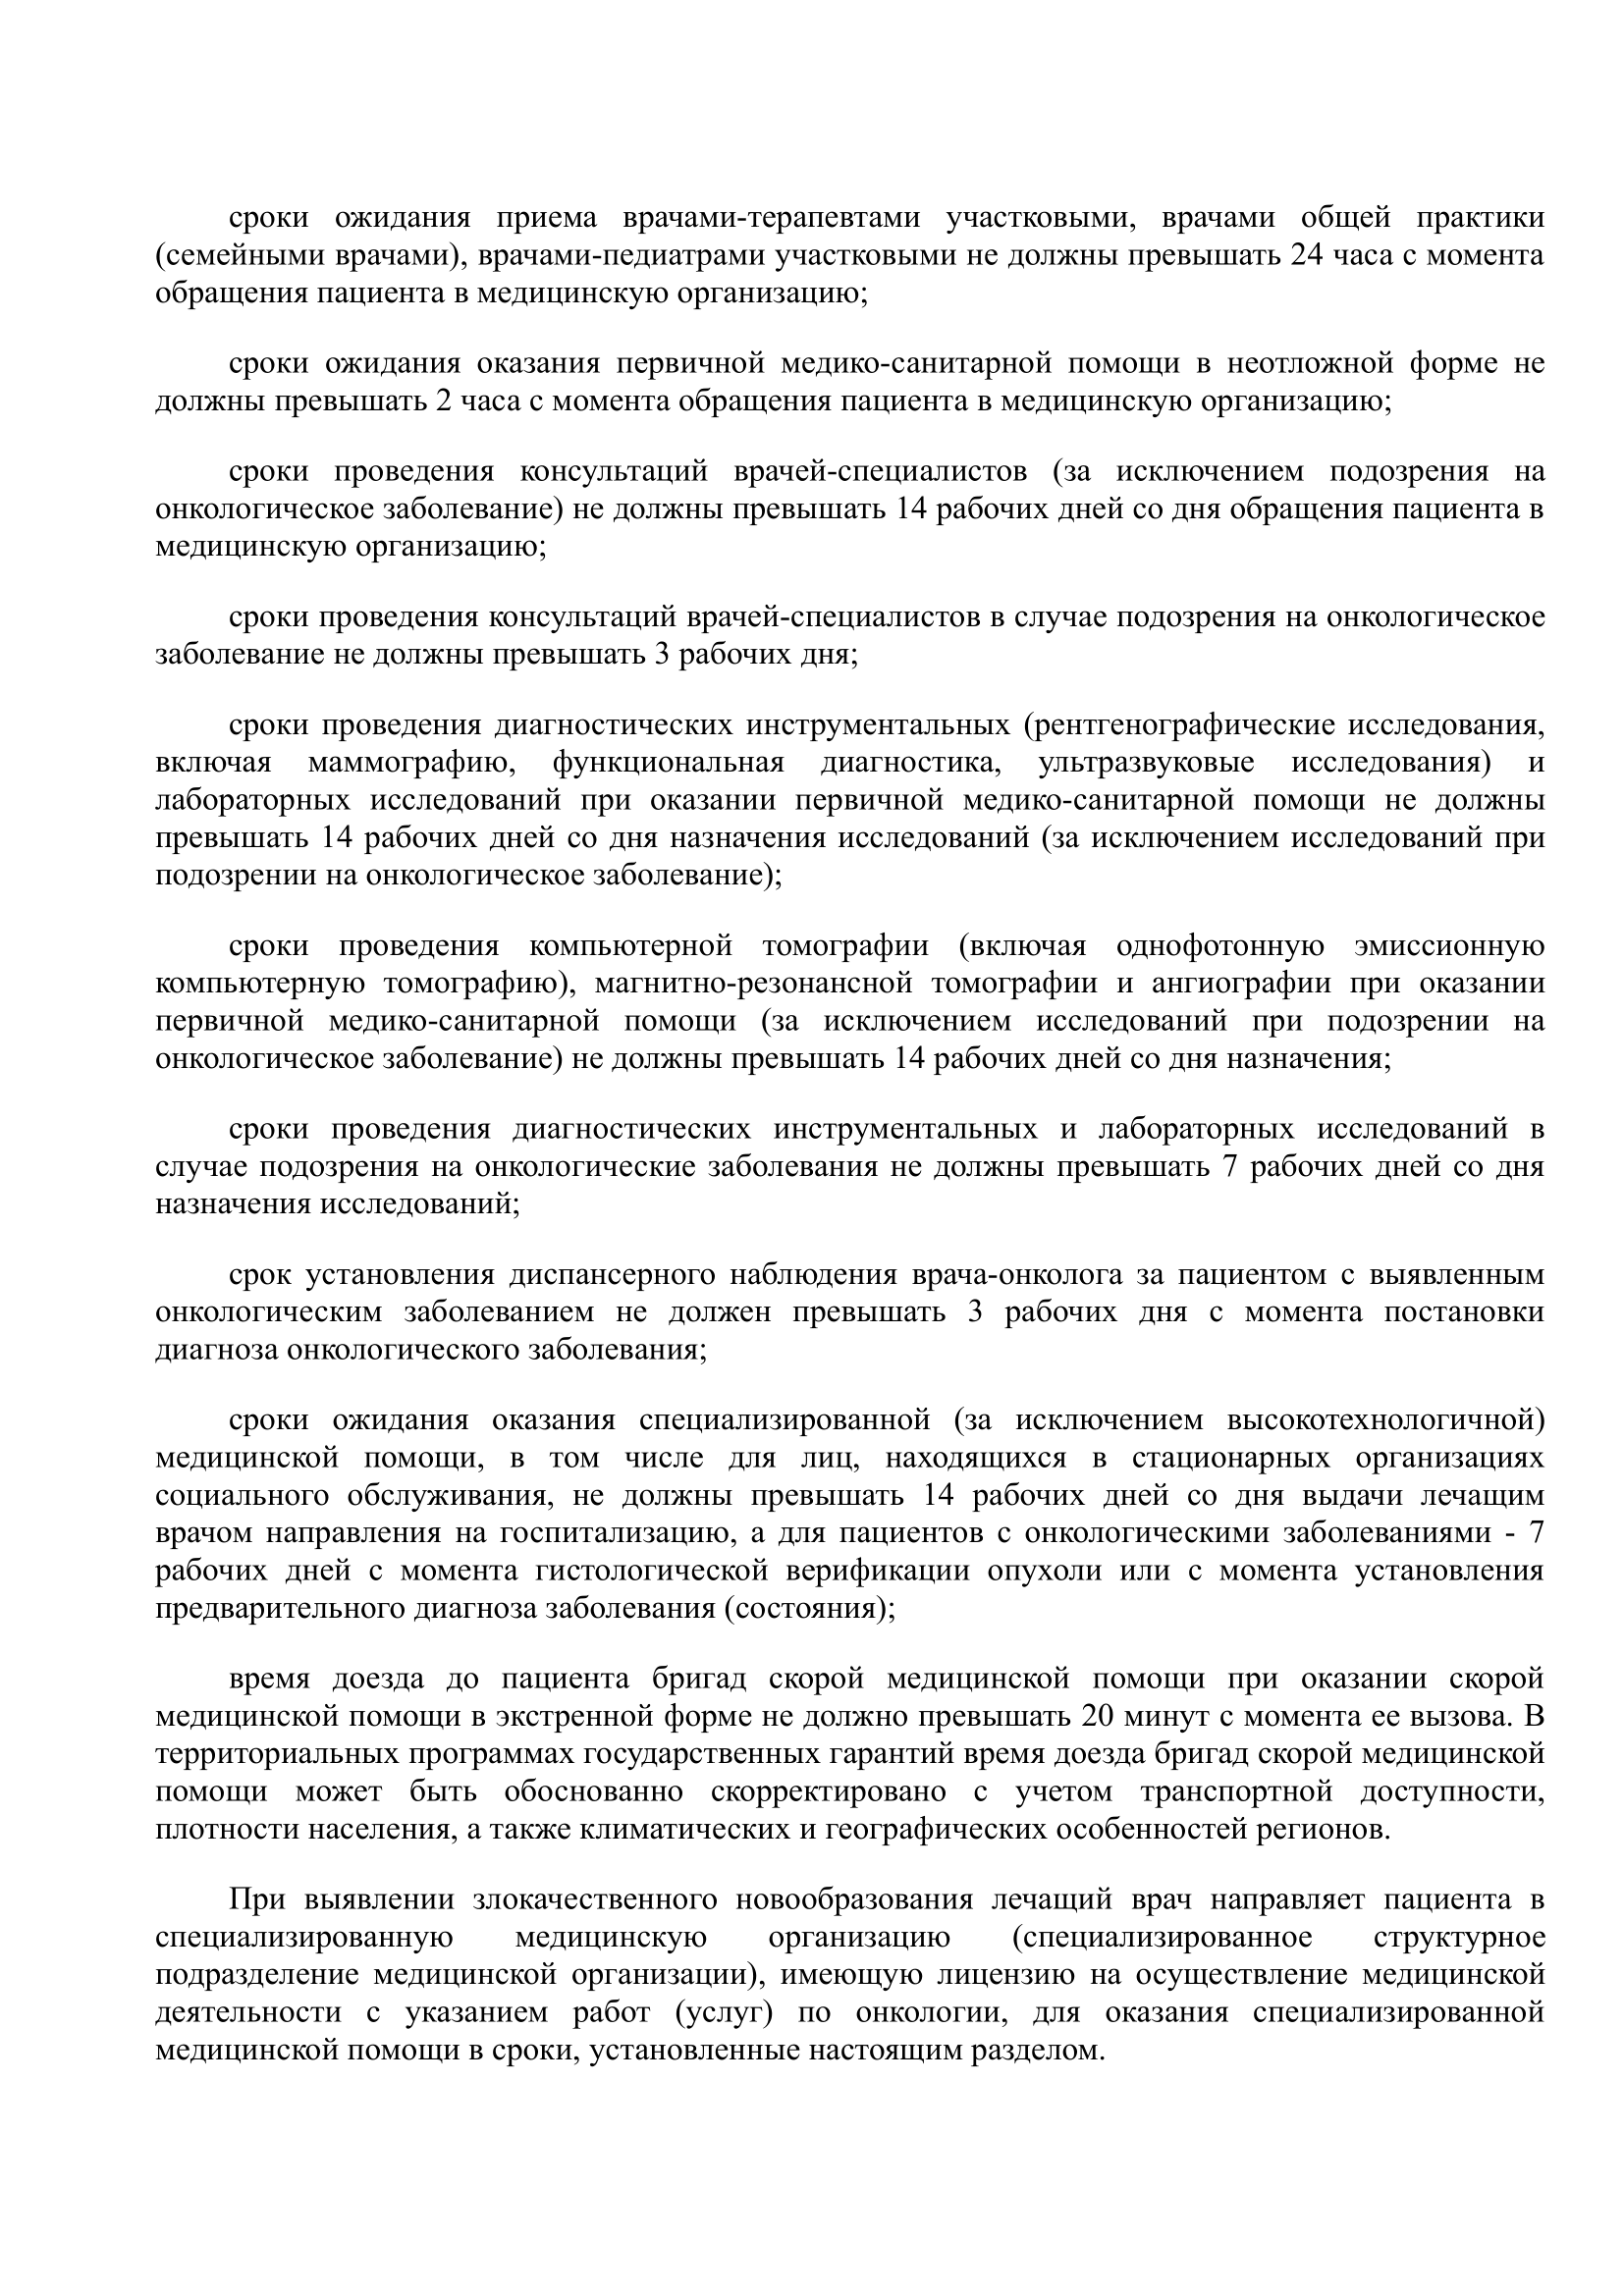 сроки ожидания приема врачами-терапевтами участковыми, врачами общей практики
(семейными врачами), врачами-педиатрами участковыми не должны превышать 24 часа с момента
обращения пациента в медицинскую организацию;
сроки ожидания оказания первичной медико-санитарной помощи в неотложной форме не
должны превышать 2 часа с момента обращения пациента в медицинскую организацию;
сроки проведения консультаций врачей-специалистов (за исключением подозрения на
онкологическое заболевание) не должны превышать 14 рабочих дней со дня обращения пациента в
медицинскую организацию;
сроки проведения консультаций врачей-специалистов в случае подозрения на онкологическое
заболевание не должны превышать 3 рабочих дня;
сроки проведения диагностических инструментальных (рентгенографические исследования,
включая маммографию, функциональная диагностика, ультразвуковые исследования) и
лабораторных исследований при оказании первичной медико-санитарной помощи не должны
превышать 14 рабочих дней со дня назначения исследований (за исключением исследований при
подозрении на онкологическое заболевание);
сроки проведения компьютерной томографии (включая однофотонную эмиссионную
компьютерную томографию), магнитно-резонансной томографии и ангиографии при оказании
первичной медико-санитарной помощи (за исключением исследований при подозрении на
онкологическое заболевание) не должны превышать 14 рабочих дней со дня назначения;
сроки проведения диагностических инструментальных и лабораторных исследований в
случае подозрения на онкологические заболевания не должны превышать 7 рабочих дней со дня
назначения исследований;
срок установления диспансерного наблюдения врача-онколога за пациентом с выявленным
онкологическим заболеванием не должен превышать 3 рабочих дня с момента постановки
диагноза онкологического заболевания;
сроки ожидания оказания специализированной (за исключением высокотехнологичной)
медицинской помощи, в том числе для лиц, находящихся в стационарных организациях
социального обслуживания, не должны превышать 14 рабочих дней со дня выдачи лечащим
врачом направления на госпитализацию, а для пациентов с онкологическими заболеваниями - 7
рабочих дней с момента гистологической верификации опухоли или с момента установления
предварительного диагноза заболевания (состояния);
время доезда до пациента бригад скорой медицинской помощи при оказании скорой
медицинской помощи в экстренной форме не должно превышать 20 минут с момента ее вызова. В
территориальных программах государственных гарантий время доезда бригад скорой медицинской
помощи может быть обоснованно скорректировано с учетом транспортной доступности,
плотности населения, а также климатических и географических особенностей регионов.
При выявлении злокачественного новообразования лечащий врач направляет пациента в
специализированную медицинскую организацию (специализированное структурное
подразделение медицинской организации), имеющую лицензию на осуществление медицинской
деятельности с указанием работ (услуг) по онкологии, для оказания специализированной
медицинской помощи в сроки, установленные настоящим разделом.